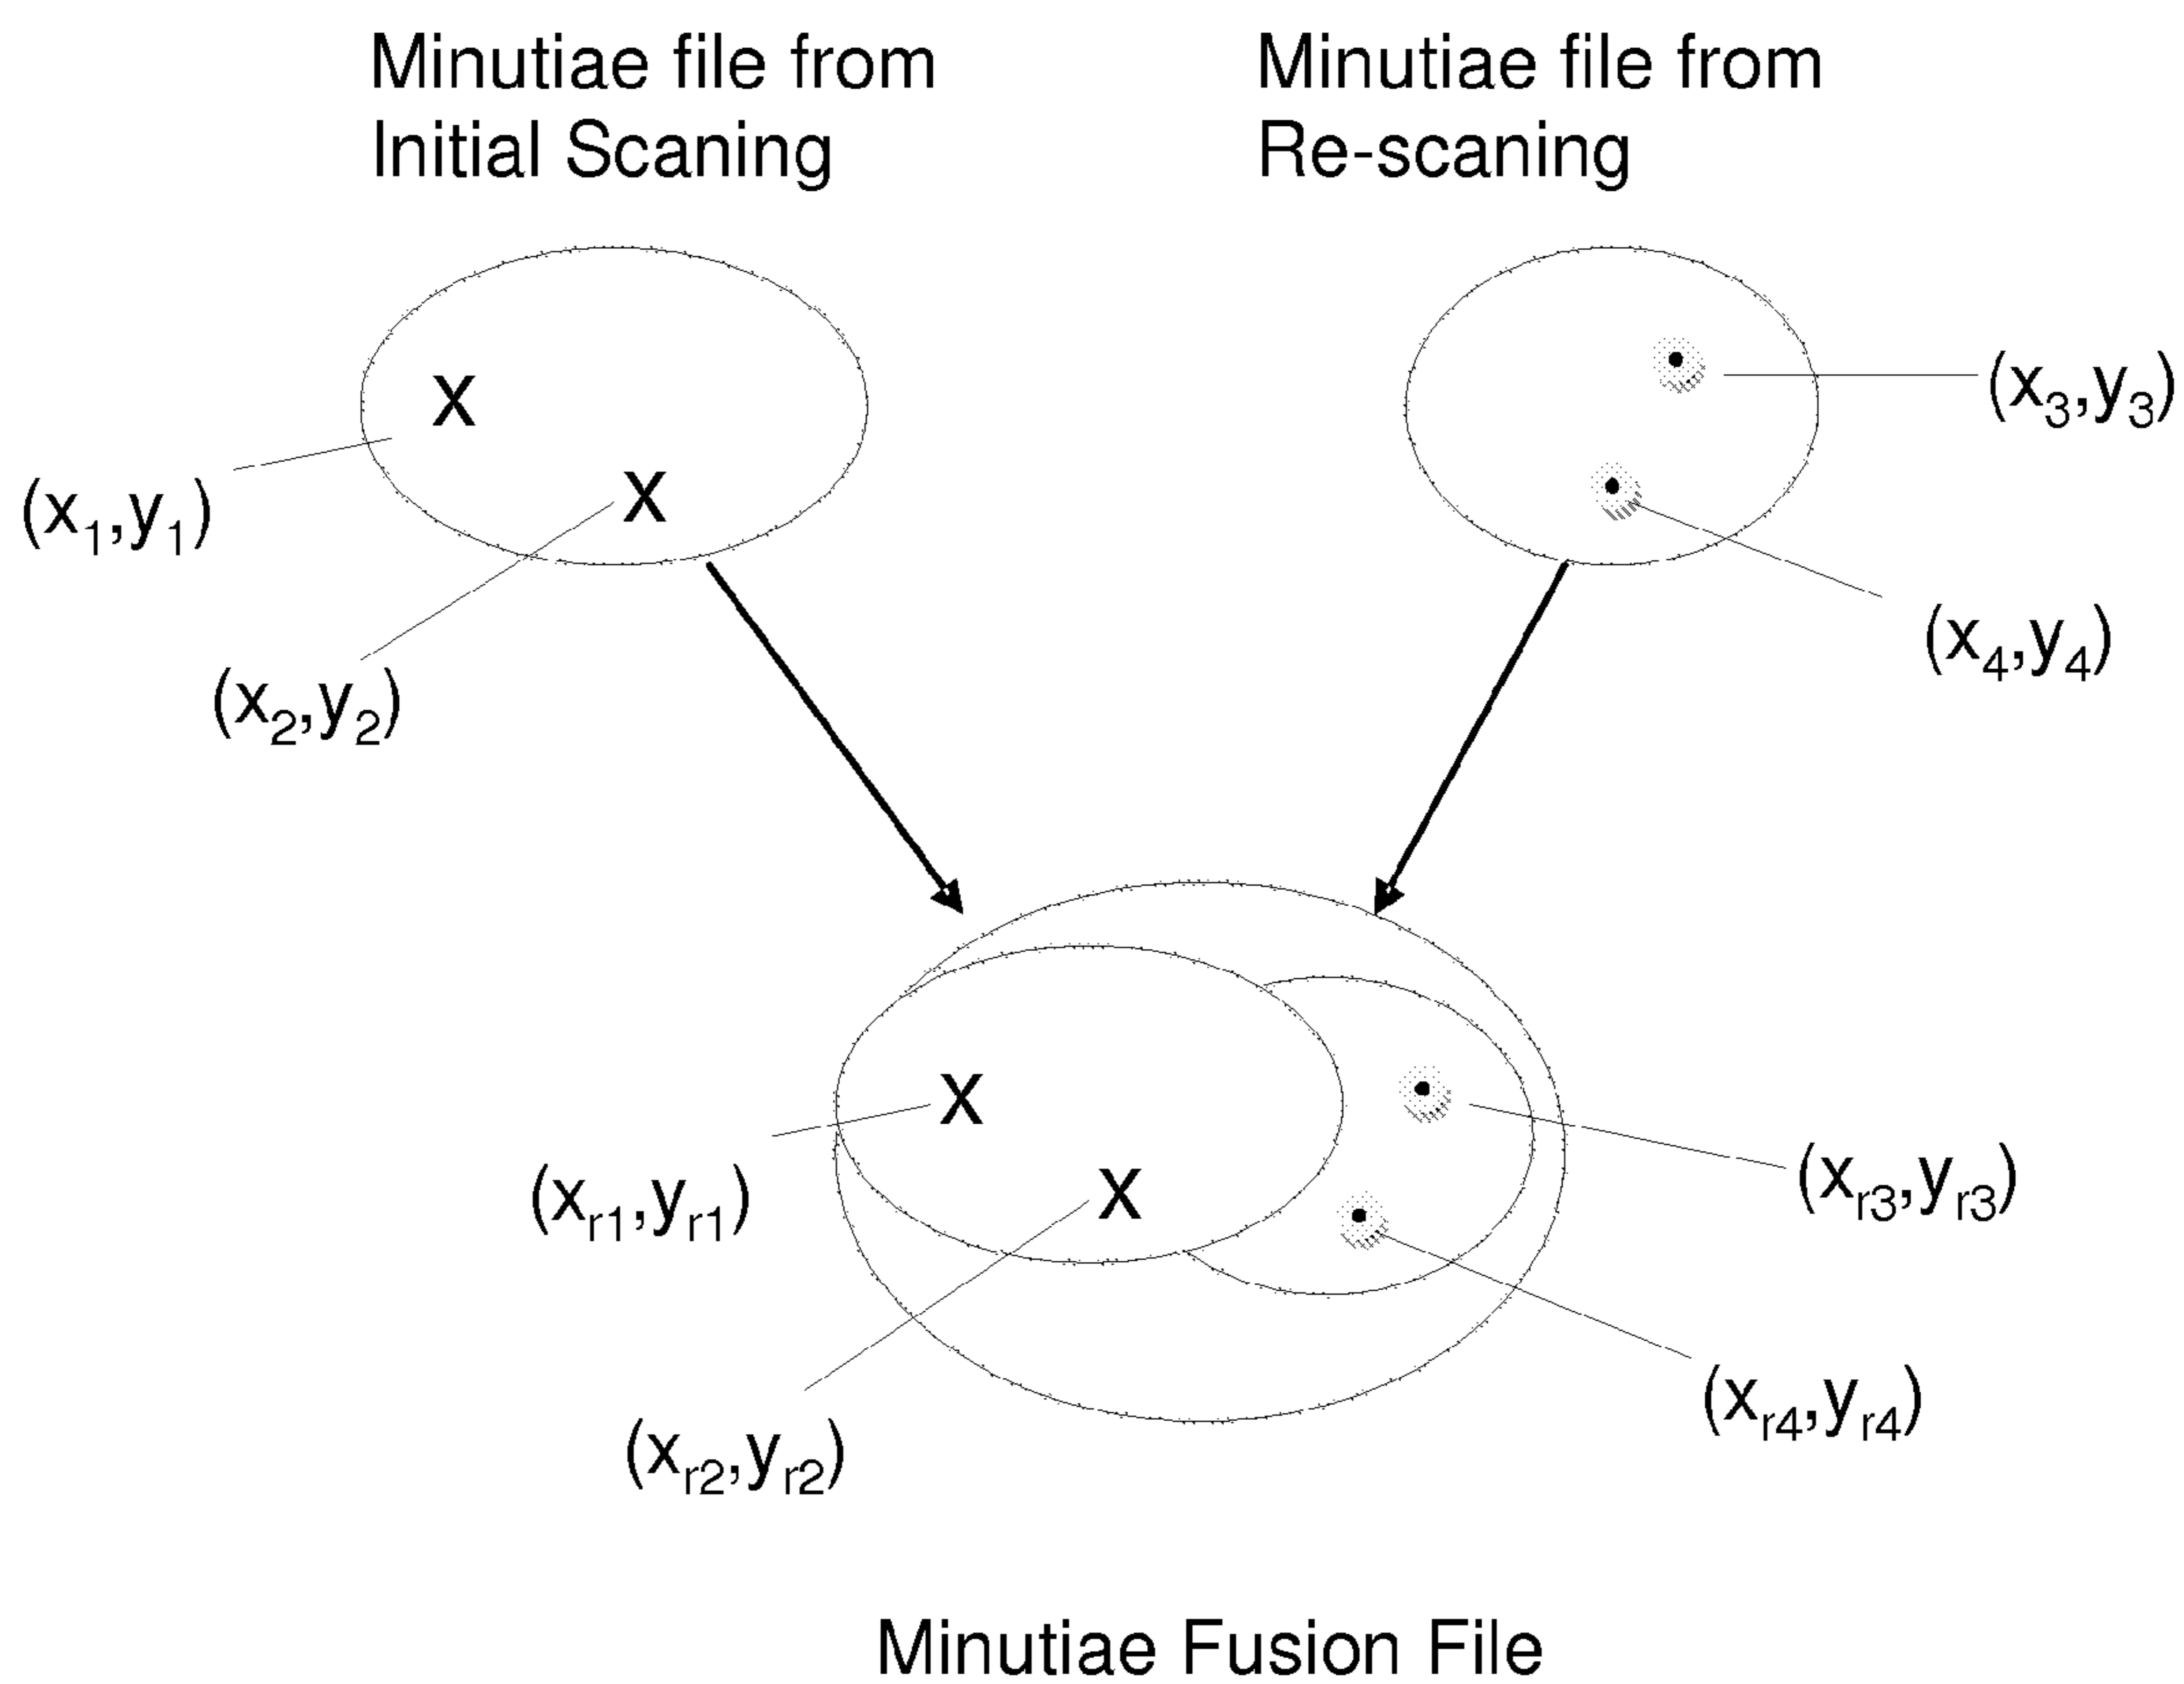 Minutiae file from
Initial Scaning
Minutiae file from
Re-scaning
X
X
(x₁,y₁)
(x₂,y₂)
(x₃,y₃)
(x₄,y₄)
X
X
(xᵣ₁,yᵣ₁)
(xᵣ₂,yᵣ₂)
(xᵣ₃,yᵣ₃)
(xᵣ₄,yᵣ₄)
Minutiae Fusion File